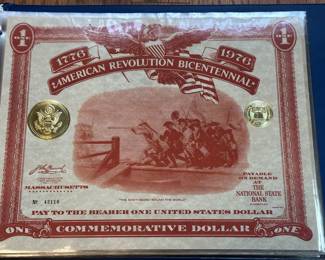 1
1
1776
1976
AMERICAN REVOLUTION BICENTENNIAL
MASSACHUSETTS
Nº
"THE SHOT HEARD 'ROUND THE WORLD"
PAYABLE
ON DEMAND
AT
THE
NATIONAL STATE
BANK
PAY TO THE BEARER ONE UNITED STATES DOLLAR
ONE
COMMEMORATIVE DOLLAR
ONE